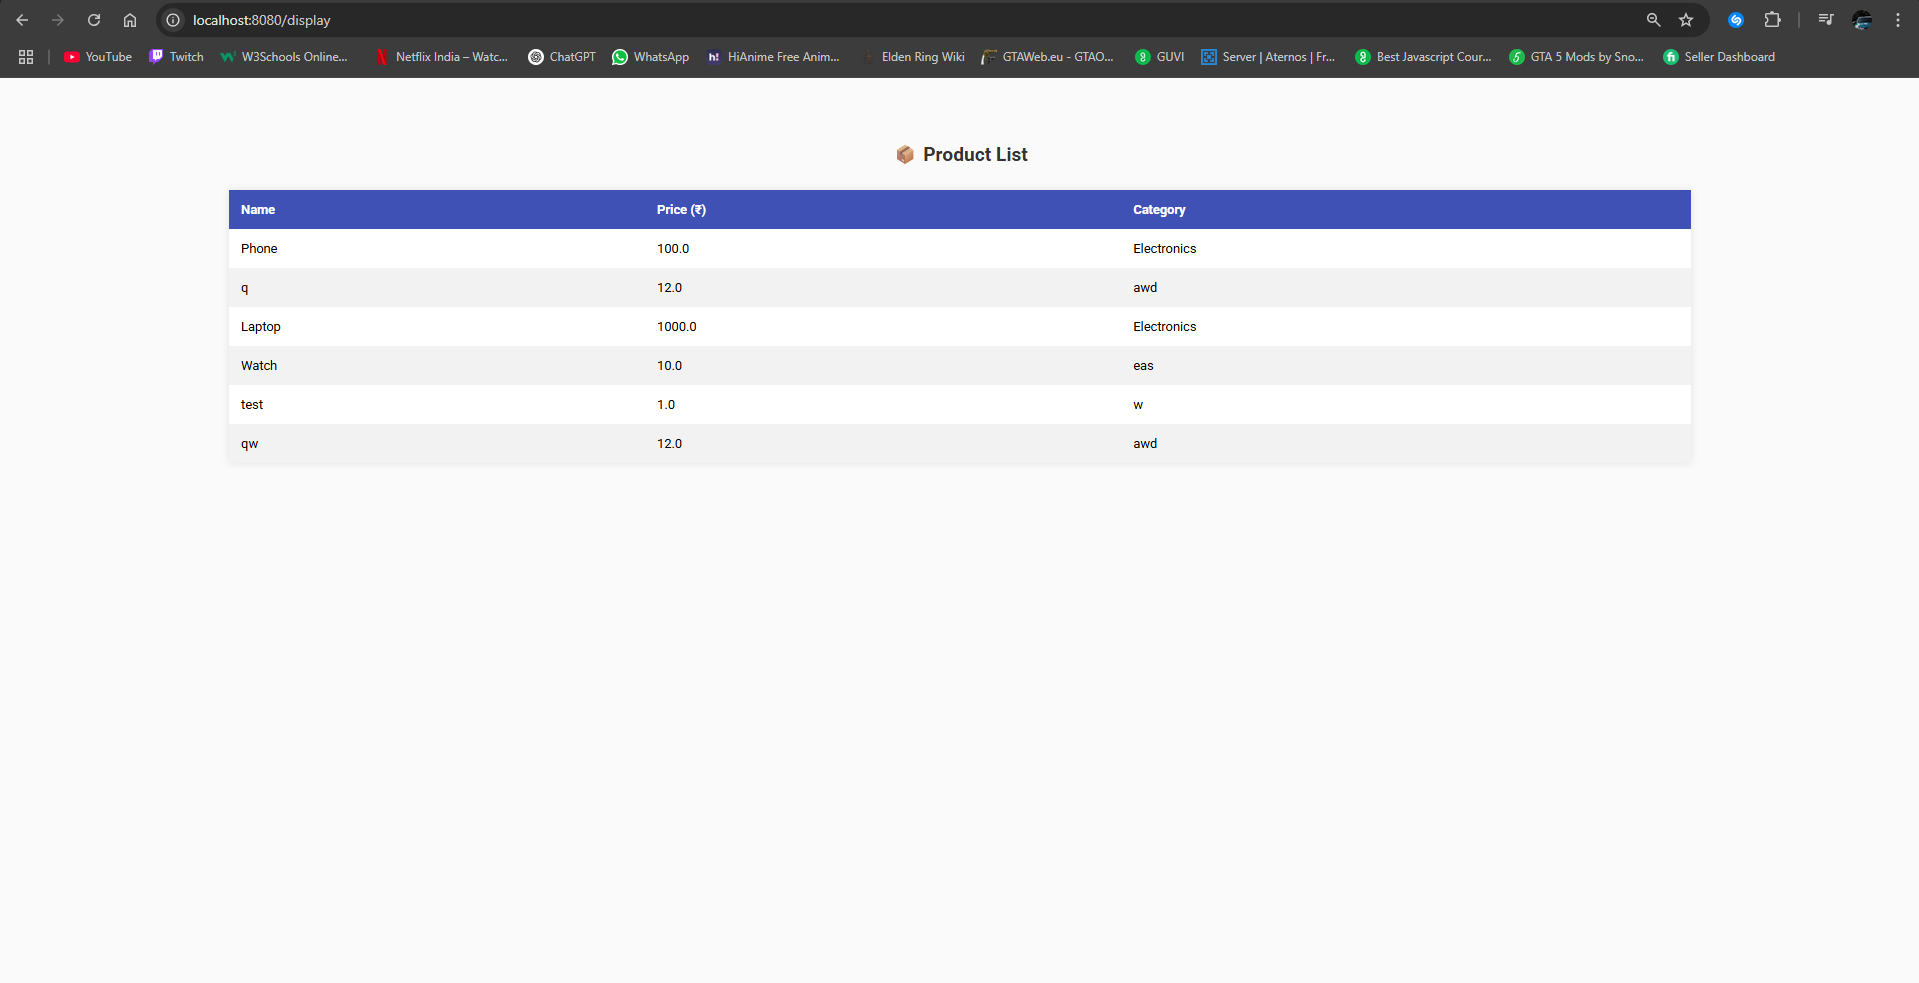 localhost:8080/display
YouTube Twitch W3Schools Online... Netflix India – Watc... ChatGPT WhatsApp h! HiAnime Free Anim... Elden Ring Wiki GTAWeb.eu - GTAO... GUVI Server | Aternos | Fr... Best Javascript Cour... 5 GTA 5 Mods by Sno... fi Seller Dashboard
📦 Product List
Name Price (₹) Category
Phone 100.0 Electronics
q 12.0 awd
Laptop 1000.0 Electronics
Watch 10.0 eas
test 1.0 w
qw 12.0 awd